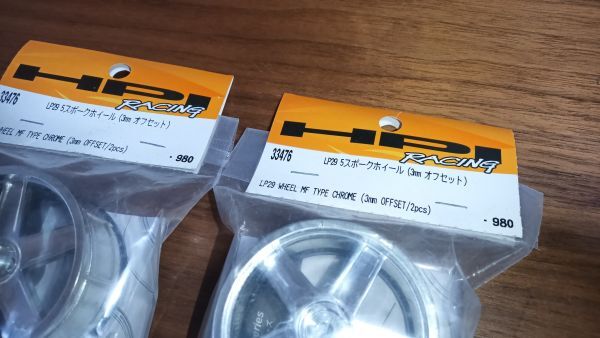 HPI
RACING
33476
LP29 5スポークホイール (3mm オフセット)
HEEL MF TYPE CHROME (3mm OFFSET/2pcs)
- 980
HPI
RACING
33476
LP29 5スポークホイール (3mm オフセット)
LP29 WHEEL MF TYPE CHROME (3mm OFFSET/2pcs)
- 980